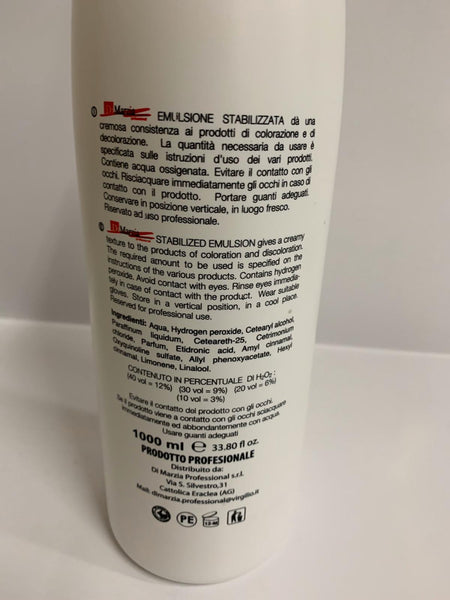 I Di Marzia EMULSIONE STABILIZZATA dà una
cremosa consistenza ai prodotti di colorazione e di
decolorazione. La quantità necessaria da usare è
specificata sulle istruzioni d'uso dei vari prodotti.
Contiene acqua ossigenata. Evitare il contatto con gli
occhi. Risciacquare immediatamente gli occhi in caso di
contatto con il prodotto. Portare guanti adeguati.
Conservare in posizione verticale, in luogo fresco.
Riservato ad uso professionale.
Di Marzia STABILIZED EMULSION gives a creamy
texture to the products of coloration and discoloration.
The required amount to be used is specified on the
instructions of the various products. Contains hydrogen
peroxide. Avoid contact with eyes. Rinse eyes immedia-
tely in case of contact with the product. Wear suitable
gloves. Store in a vertical position, in a cool place.
Reserved for professional use.
Ingredienti: Aqua, Hydrogen peroxide, Cetearyl alcohol,
Paraffinum liquidum, Ceteareth-25, Cetrimonium
chloride, Parfum, Etidronic acid, Amyl cinnamal,
Oxyquinoline sulfate, Allyl phenoxyacetate, Hexyl
cinnamal, Limonene, Linalool.
CONTENUTO IN PERCENTUALE DI H2O2 :
(40 vol = 12%) (30 vol = 9%) (20 vol = 6%)
(10 vol = 3%)
Evitare il contatto del prodotto con gli occhi.
Se il prodotto viene a contatto con gli occhi sciacquare
immediatamente ed abbondantemente con acqua.
Usare guanti adeguati
1000 ml e 33.80 fl oz.
PRODOTTO PROFESIONALE
Distribuito da:
Di Marzia Professional s.r.l.
Via S. Silvestro,31
Cattolica Eraclea (AG)
Mail: dimarzia.professional@virgilio.it
PE 12 M